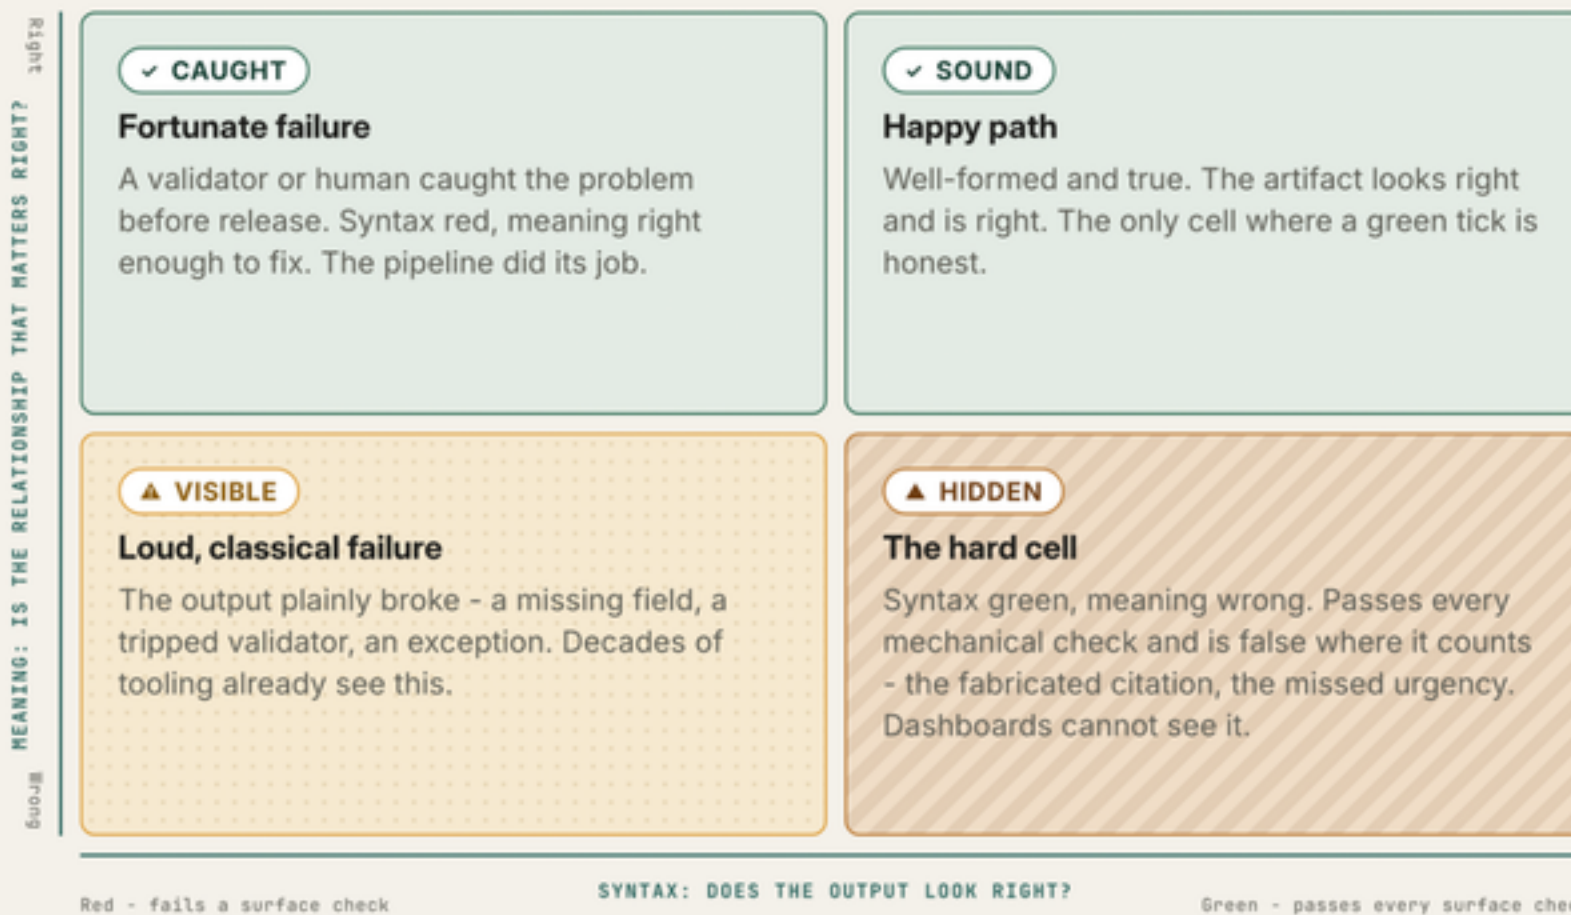 Right
MEANING: IS THE RELATIONSHIP THAT MATTERS RIGHT?
Wrong
✓ CAUGHT
Fortunate failure
A validator or human caught the problem
before release. Syntax red, meaning right
enough to fix. The pipeline did its job.
✓ SOUND
Happy path
Well-formed and true. The artifact looks right
and is right. The only cell where a green tick is
honest.
VISIBLE
Loud, classical failure
The output plainly broke - a missing field, a
tripped validator, an exception. Decades of
tooling already see this.
HIDDEN
The hard cell
Syntax green, meaning wrong. Passes every
mechanical check and is false where it counts
- the fabricated citation, the missed urgency.
Dashboards cannot see it.
SYNTAX: DOES THE OUTPUT LOOK RIGHT?
Red - fails a surface check
Green - passes every surface